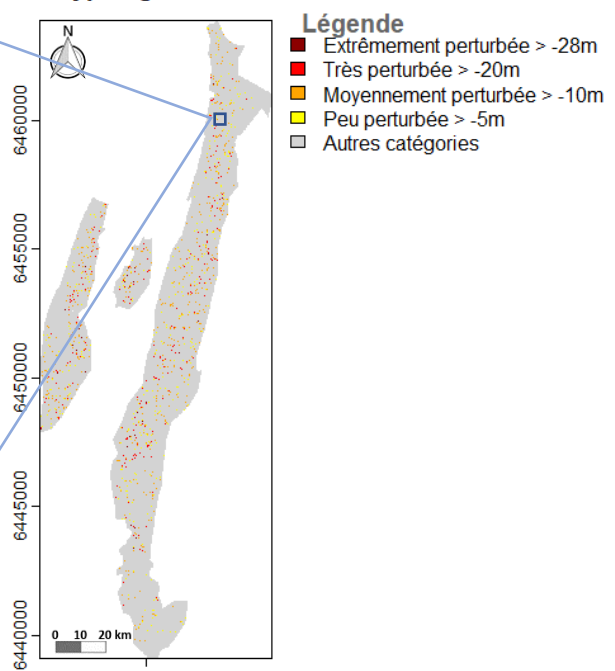 Légende
Extrêmement perturbée > -28m
Très perturbée > -20m
Moyennement perturbée > -10m
Peu perturbée > -5m
Autres catégories
N
6460000
6455000
6450000
6445000
6440000
0 10 20 km